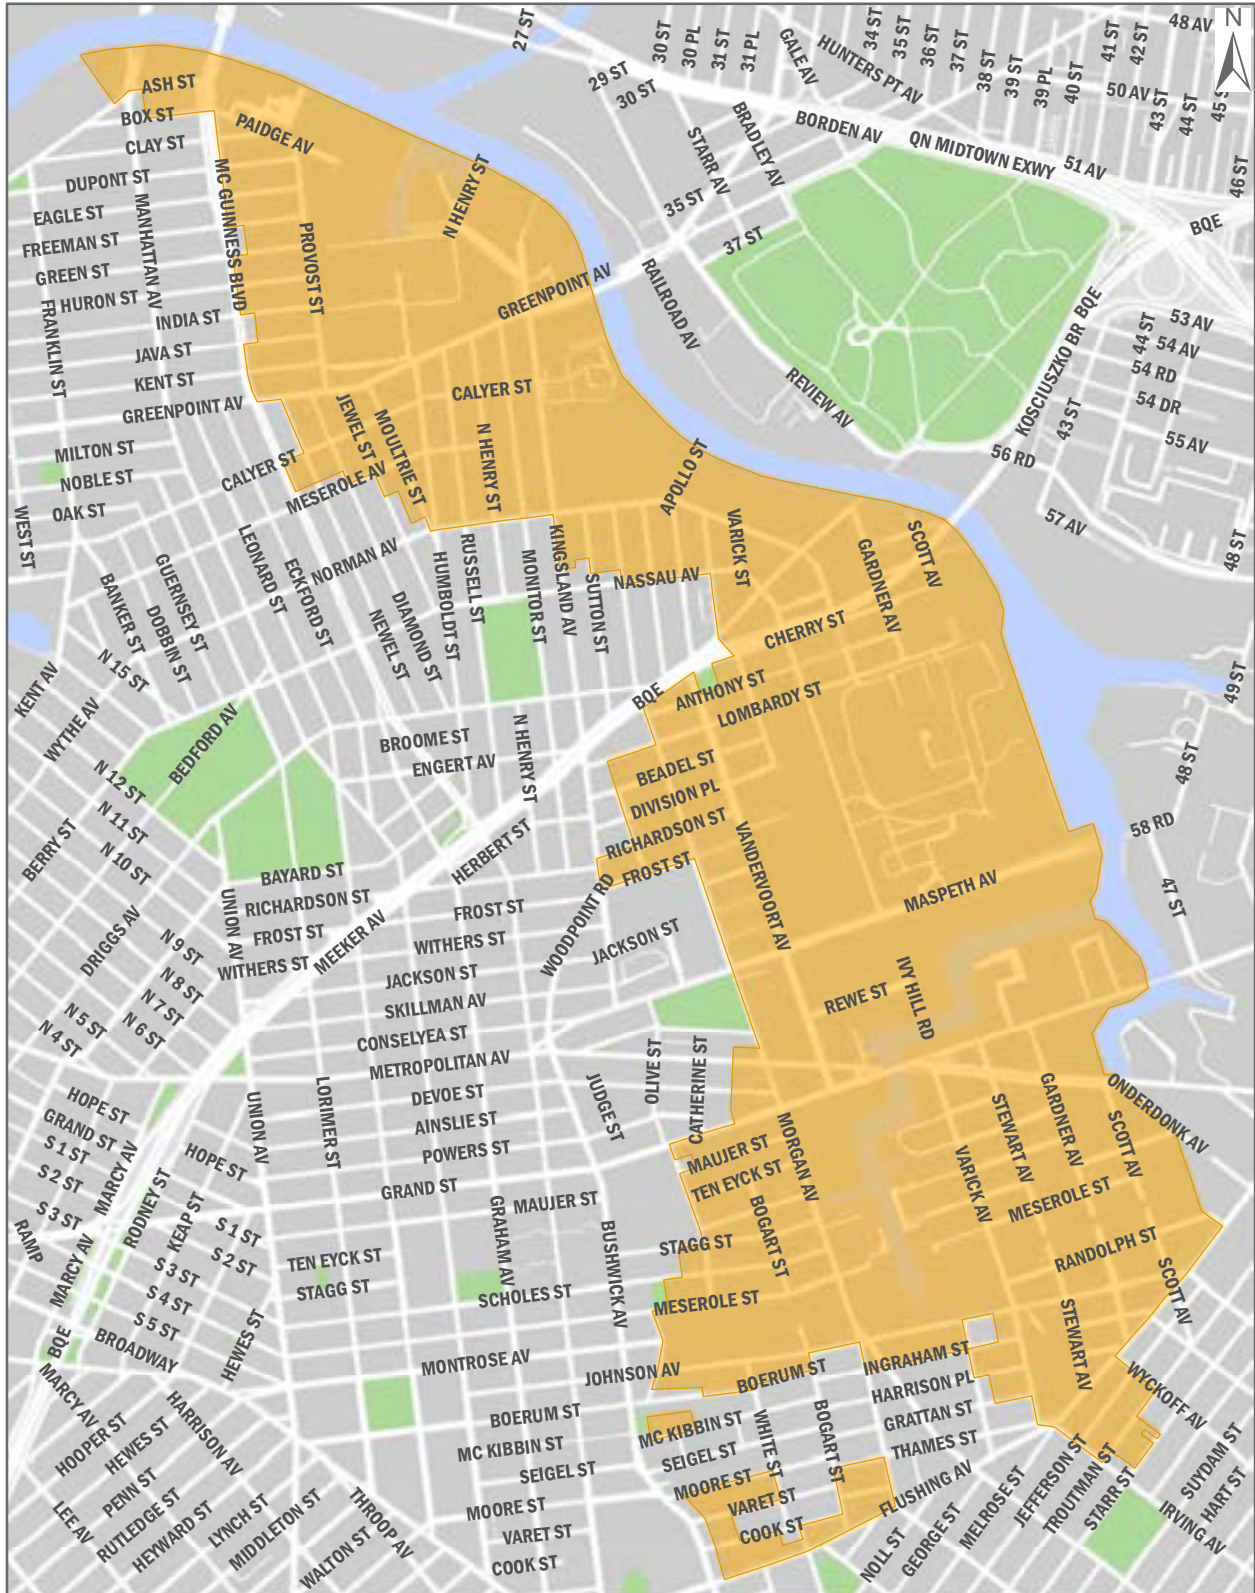 27 ST
30 ST
30 PL
31 ST
31 PL
GALE AV
HUNTERS PT AV
34 ST
35 ST
36 ST
37 ST
38 ST
39 ST
39 PL
40 ST
41 ST
42 ST
48 AV
N
29 ST
30 ST
50 AV
43 ST
44 ST
ASH ST
BOX ST
PAIDGE AV
CLAY ST
STARR AV
BRADLEY AV
BORDEN AV
QN MIDTOWN EXWY
51 AV
46 ST
DUPONT ST
MC GUINNESS BLVD
N HENRY ST
35 ST
EAGLE ST
MANHATTAN AV
PROVOST ST
37 ST
BQE
FREEMAN ST
GREEN ST
HURON ST
GREENPOINT AV
RAILROAD AV
BQE
FRANKLIN ST
INDIA ST
53 AV
JAVA ST
44 ST
54 AV
KOSCIUSZKO BR
KENT ST
CALYER ST
REVIEW AV
54 RD
GREENPOINT AV
JEWEL ST
MOULTRIE ST
54 DR
43 ST
MILTON ST
N HENRY ST
55 AV
NOBLE ST
CALYER ST
MESEROLE AV
APOLLO ST
56 RD
OAK ST
WEST ST
57 AV
LEONARD ST
ECKFORD ST
NORMAN AV
RUSSELL ST
HUMBOLDT ST
MONITOR ST
KINGSLAND AV
SUTTON ST
NASSAU AV
VARICK ST
GARDNER AV
SCOTT AV
48 ST
GUERNSEY ST
BANKER ST
DOBBIN ST
DIAMOND ST
NEWEL ST
CHERRY ST
N 15 ST
KENT AV
BQE
ANTHONY ST
LOMBARDY ST
49 ST
WYTHE AV
BEDFORD AV
BROOME ST
ENGERT AV
N HENRY ST
48 ST
N 12 ST
BEADEL ST
DIVISION PL
N 11 ST
RICHARDSON ST
58 RD
BERRY ST
N 10 ST
HERBERT ST
FROST ST
VANDERVOORT AV
BAYARD ST
RICHARDSON ST
UNION AV
FROST ST
MASPETH AV
47 ST
DRIGGS AV
FROST ST
MEEKER AV
WOODPOINT RD
JACKSON ST
N 9 ST
WITHERS ST
WITHERS ST
N 8 ST
JACKSON ST
IVY HILL RD
N 7 ST
SKILLMAN AV
REWE ST
N 5 ST
N 6 ST
N 4 ST
CONSELYEA ST
METROPOLITAN AV
OLIVE ST
CATHERINE ST
HOPE ST
LORIMER ST
DEVOE ST
JUDGE ST
ONDERDONK AV
GRAND ST
UNION AV
AINSLIE ST
MORGAN AV
STEWART AV
GARDNER AV
SCOTT AV
S 1 ST
MARCY AV
HOPE ST
POWERS ST
MAUJER ST
S 2 ST
RODNEY ST
TEN EYCK ST
VARICK AV
GRAND ST
MAUJER ST
MESEROLE ST
S 3 ST
KEAP ST
S 1 ST
GRAHAM AV
BUSHWICK AV
BOGART ST
RAMP
S 2 ST
TEN EYCK ST
STAGG ST
RANDOLPH ST
MARCY AV
S 3 ST
STAGG ST
SCHOLES ST
MESEROLE ST
SCOTT AV
S 4 ST
S 5 ST
HEWES ST
STEWART AV
BQE
BROADWAY
MONTROSE AV
JOHNSON AV
BOERUM ST
INGRAHAM ST
HARRISON PL
WYCKOFF AV
MARCY AV
HARRISON AV
BOERUM ST
MC KIBBIN ST
WHITE ST
BOGART ST
GRATTAN ST
HOOPER ST
HEWES ST
MC KIBBIN ST
SEIGEL ST
THAMES ST
PENN ST
SEIGEL ST
MOORE ST
FLUSHING AV
JEFFERSON ST
TROUTMAN ST
SUYDAM ST
LEE AV
RUTLEDGE ST
HEYWARD ST
LYNCH ST
MIDDLETON ST
THROOP AV
MOORE ST
VARET ST
MELROSE ST
STARR ST
HART ST
WALTON ST
VARET ST
COOK ST
GEORGE ST
IRVING AV
COOK ST
NOLL ST